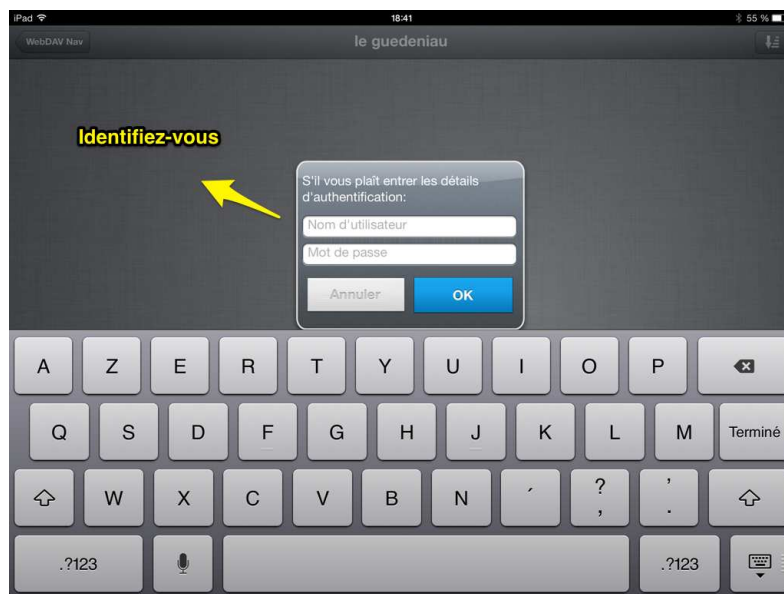 iPad 18:41 55 %
WebDAV Nav le guedeniau
Identifiez-vous
S'il vous plaît entrer les détails
d'authentification:
Nom d'utilisateur
Mot de passe
Annuler OK
A Z E R T Y U I O P
Q S D F G H J K L M Terminé
W X C V B N ´ ? , ' .
.?123 .?123